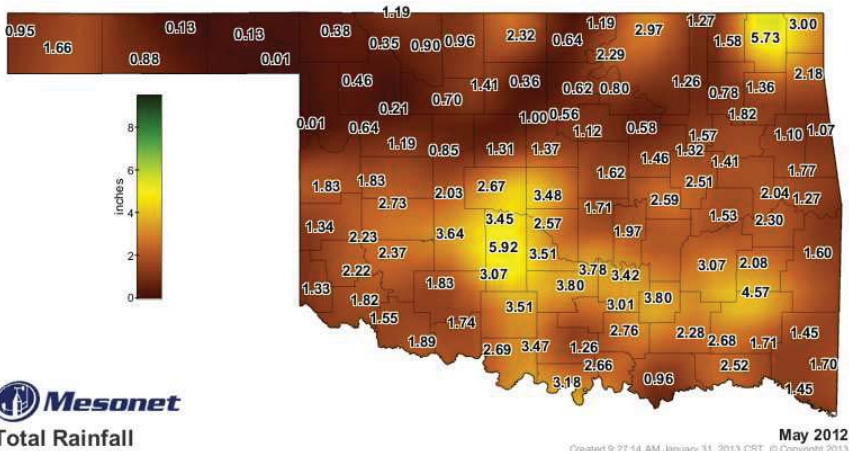 1.19
0.95 0.13 0.13 0.38 0.35 0.90 0.96 2.32 0.64 1.19 2.97 1.27 1.58 5.73 3.00
1.66 0.88 0.01 2.29 2.18
0.46 1.41 0.36 0.62 0.80 1.26 0.78 1.36
0.21 0.70 1.00 0.56 1.82
0.01 0.64 1.12 0.58 1.57 1.10 1.07
1.19 0.85 1.31 1.37 1.46 1.32 1.41
8
1.83 1.83 2.03 2.67 3.48 1.62 2.51 1.77
6
2.73 1.71 2.59 2.04 1.27
inches
4
1.34 2.23 3.64 3.45 2.57 1.97 1.53 2.30
2
2.37 5.92 3.51 1.60
2.22 1.83 3.07 3.78 3.42 3.07 2.08
0
1.33 1.82 3.80 3.01 3.80 4.57
1.55 1.74 3.51 2.76 2.28 1.45
1.89 2.69 3.47 1.26 2.68 1.71
2.66 2.52 1.70
3.18 0.96 1.45
Mesonet
Total Rainfall
May 2012
Created 9:27:14 AM January 31, 2013 CST. © Copyright 2013